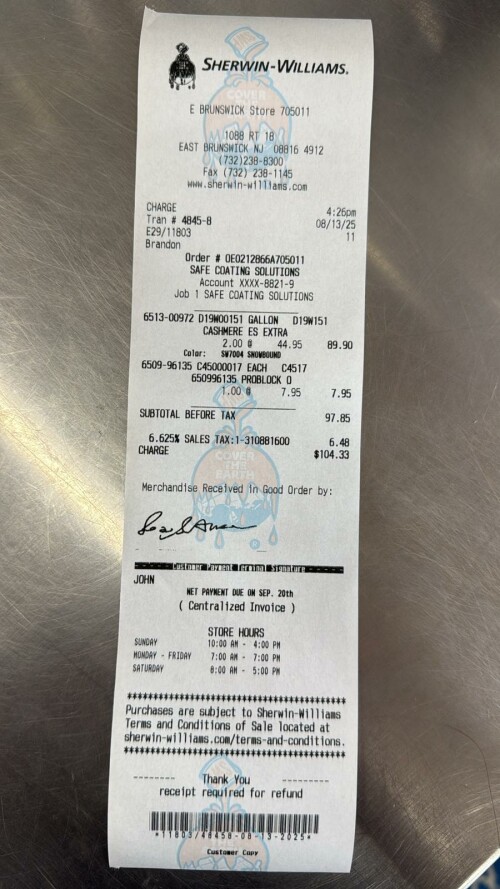 SHERWIN-WILLIAMS.
E BRUNSWICK Store 705011
1088 RT 18
EAST BRUNSWICK NJ 08816 4912
(732)238-8300
Fax (732) 238-1145
www.sherwin-williams.com
CHARGE 4:26pm
Tran # 4845-8 08/13/25
E29/11803 11
Brandon
Order # OE0212866A705011
SAFE COATING SOLUTIONS
Account XXXX-8821-9
Job 1 SAFE COATING SOLUTIONS
6513-00972 D19W00151 GALLON D19W151
CASHMERE ES EXTRA
2.00 @ 44.95 89.90
Color: SW7004 SNOWBOUND
6509-96135 C45000017 EACH C4517
650996135 PROBLOCK O
1.00 @ 7.95 7.95
SUBTOTAL BEFORE TAX 97.85
6.625% SALES TAX:1-310881600 6.48
CHARGE $104.33
COVER THE EARTH
Merchandise Received in Good Order by:
Customer Payment Terminal Signature
JOHN
NET PAYMENT DUE ON SEP. 20th
( Centralized Invoice )
STORE HOURS
SUNDAY 10:00 AM - 4:00 PM
MONDAY - FRIDAY 7:00 AM - 7:00 PM
SATURDAY 8:00 AM - 5:00 PM
Purchases are subject to Sherwin-Williams
Terms and Conditions of Sale located at
sherwin-williams.com/terms-and-conditions.
Thank You
receipt required for refund
*11803/48458-08-13-2025*
Customer Copy